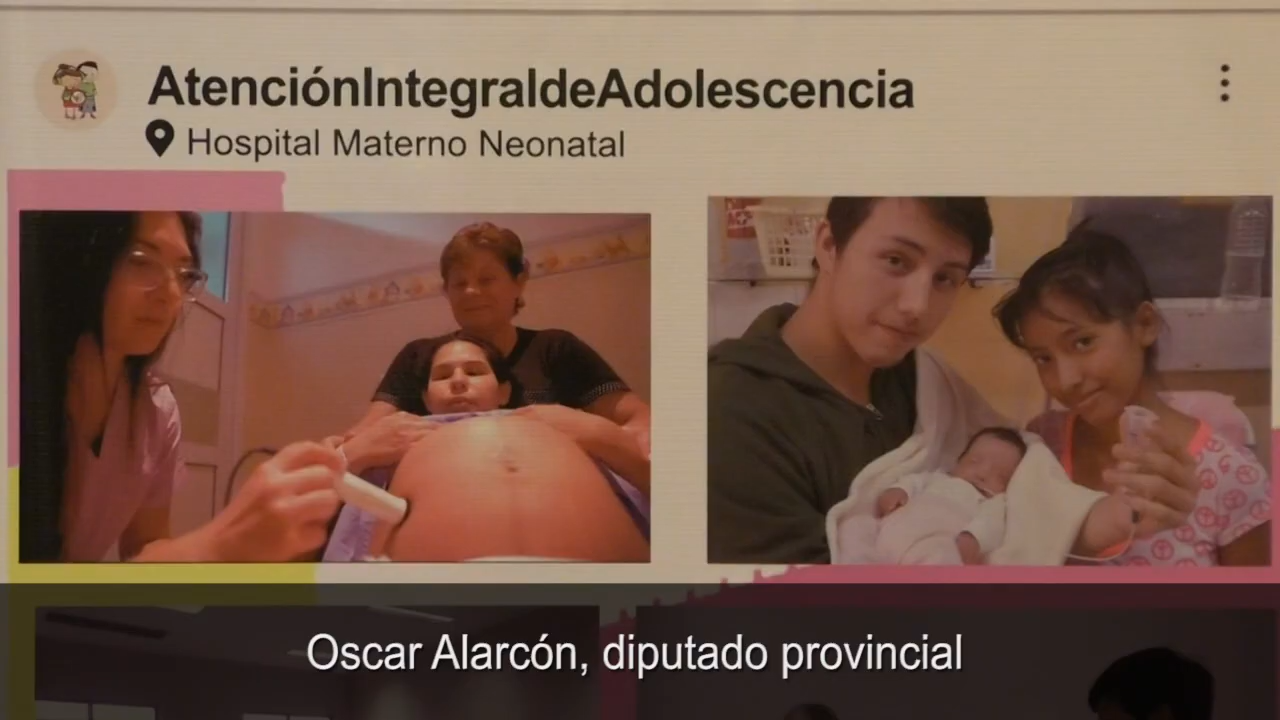 AtenciónIntegraldeAdolescencia
Hospital Materno Neonatal
Oscar Alarcón, diputado provincial